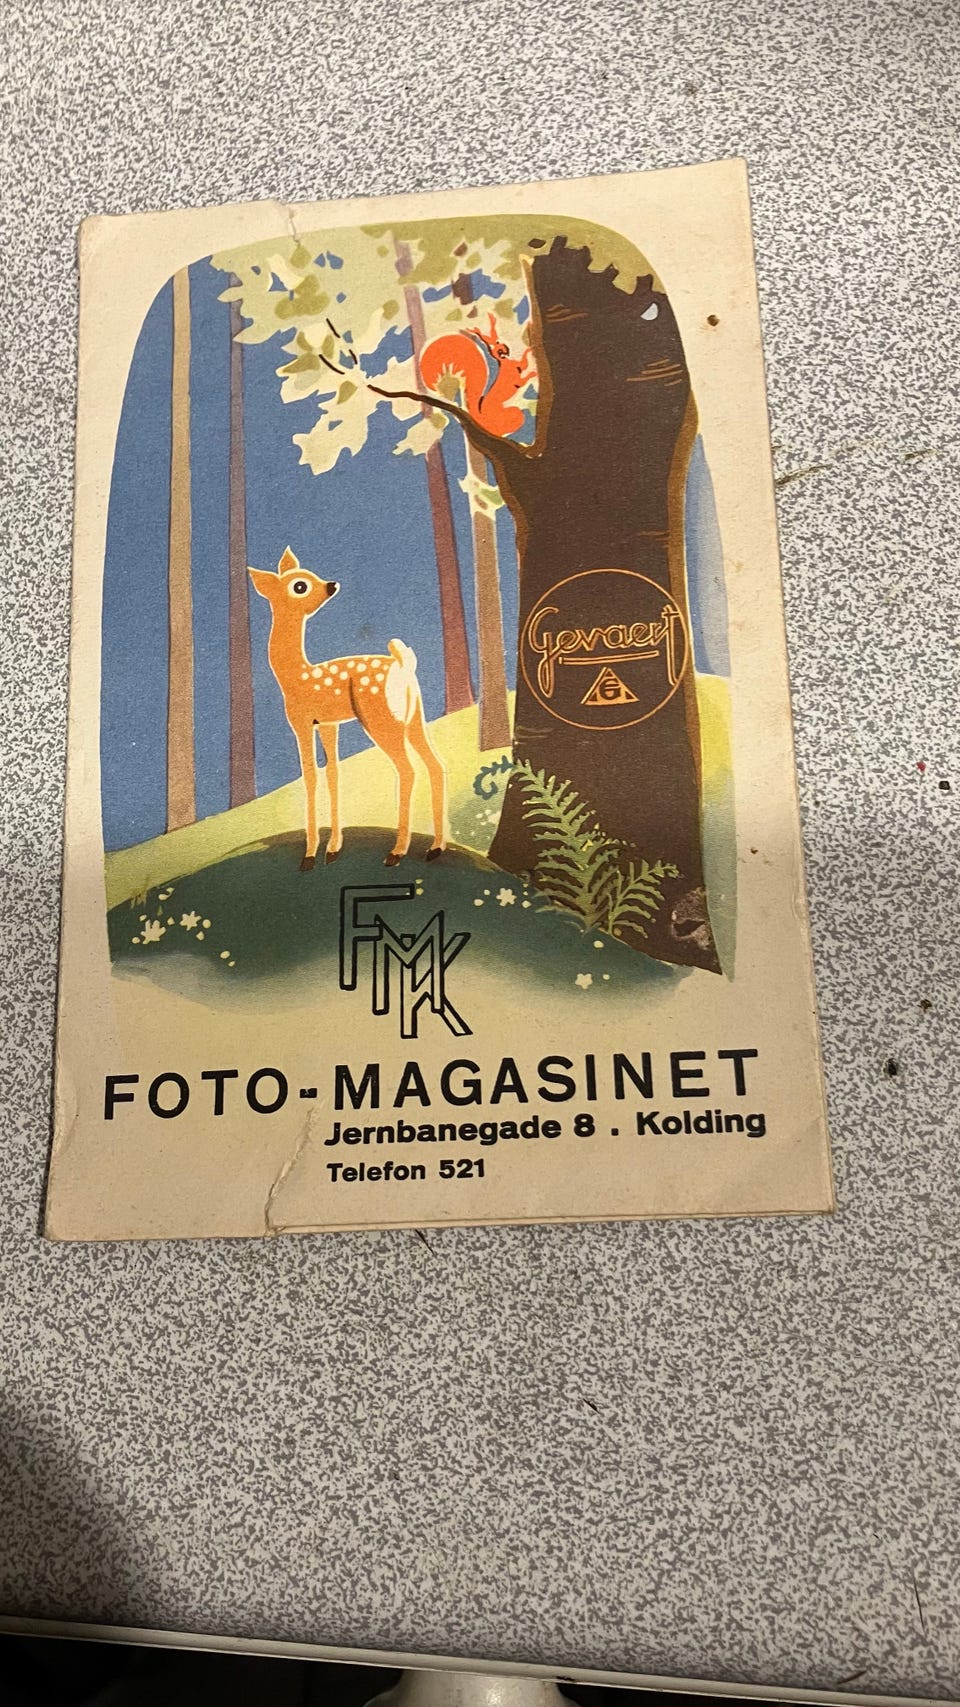 Gevaert
G
FMK
FOTO-MAGASINET
Jernbanegade 8 . Kolding
Telefon 521